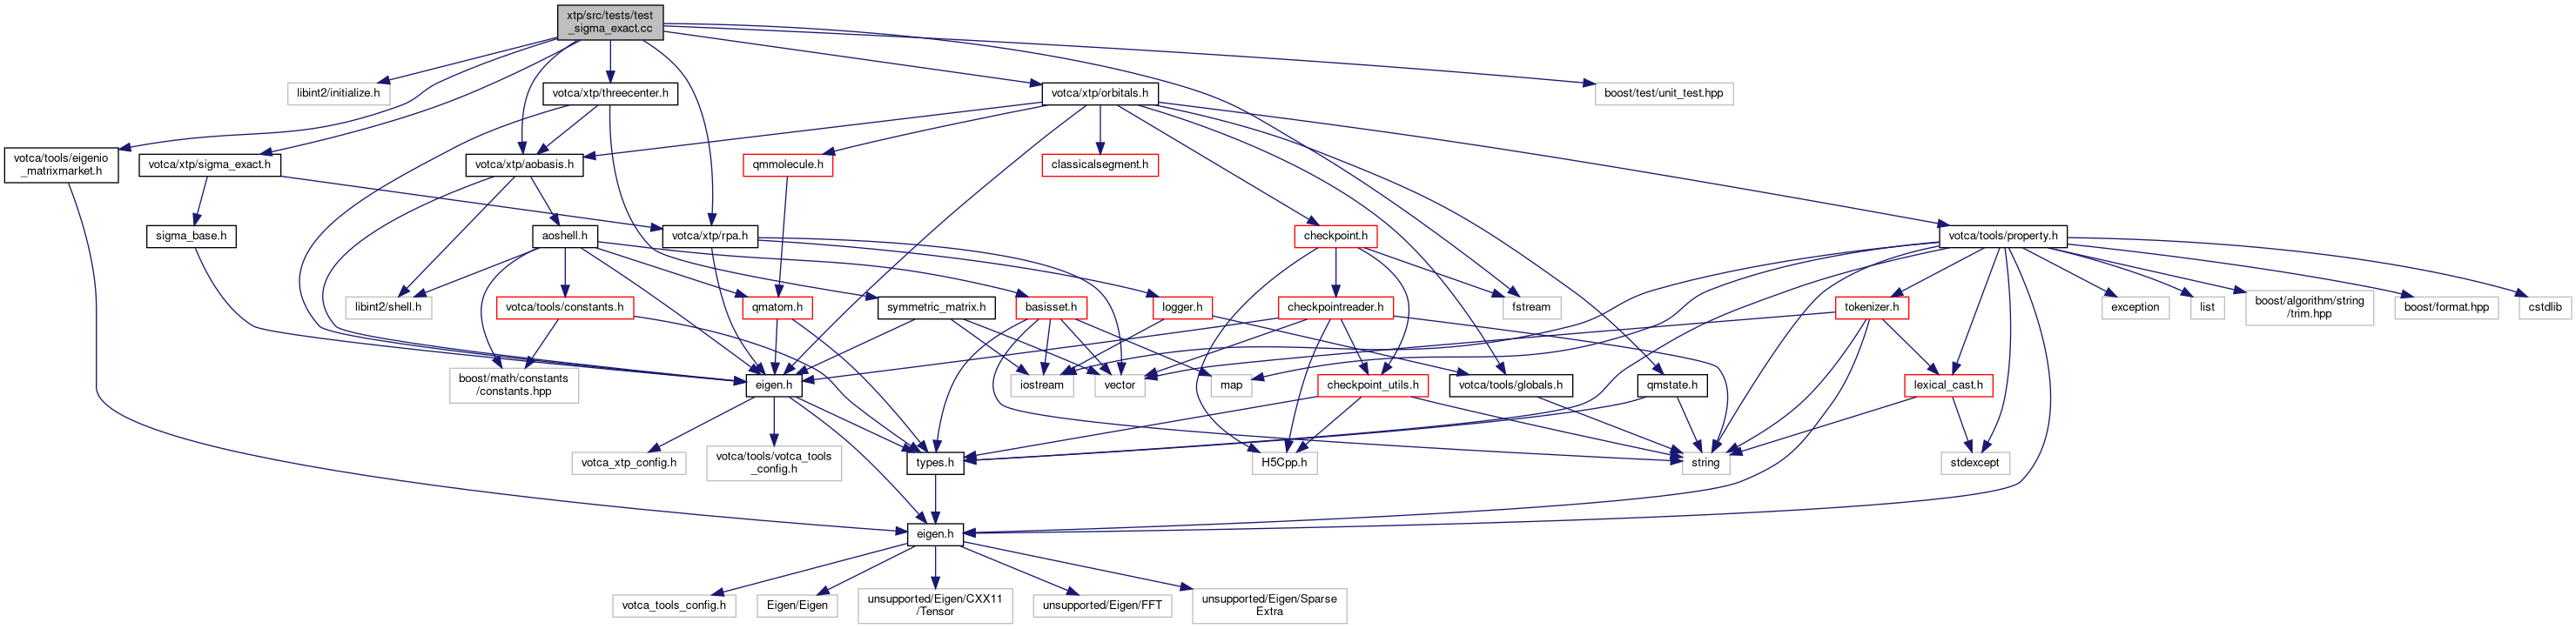 xtp/src/tests/test
_sigma_exact.cc
libint2/initialize.h
votca/xtp/threecenter.h
votca/xtp/orbitals.h
boost/test/unit_test.hpp
votca/tools/eigenio
_matrixmarket.h
votca/xtp/sigma_exact.h
votca/xtp/aobasis.h
qmmolecule.h
classicalsegment.h
sigma_base.h
aoshell.h
votca/xtp/rpa.h
checkpoint.h
votca/tools/property.h
libint2/shell.h
votca/tools/constants.h
qmatom.h
symmetric_matrix.h
basisset.h
logger.h
checkpointreader.h
fstream
tokenizer.h
exception
list
boost/algorithm/string
/trim.hpp
boost/format.hpp
cstdlib
boost/math/constants
/constants.hpp
eigen.h
iostream
vector
map
checkpoint_utils.h
votca/tools/globals.h
qmstate.h
lexical_cast.h
votca_xtp_config.h
votca/tools/votca_tools
_config.h
types.h
H5Cpp.h
string
stdexcept
eigen.h
votca_tools_config.h
Eigen/Eigen
unsupported/Eigen/CXX11
/Tensor
unsupported/Eigen/FFT
unsupported/Eigen/Sparse
Extra